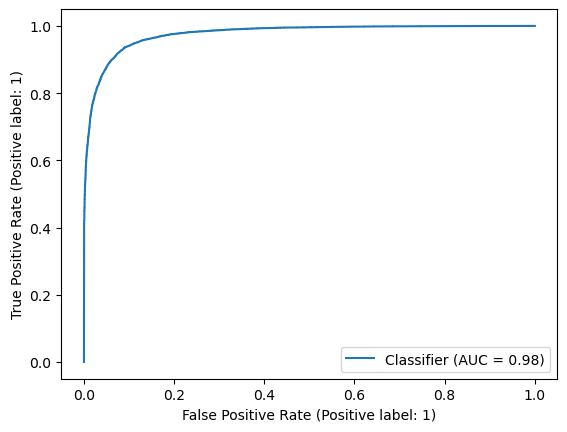 1.0
0.8
0.6
0.4
0.2
0.0
True Positive Rate (Positive label: 1)
Classifier (AUC = 0.98)
0.0 0.2 0.4 0.6 0.8 1.0
False Positive Rate (Positive label: 1)